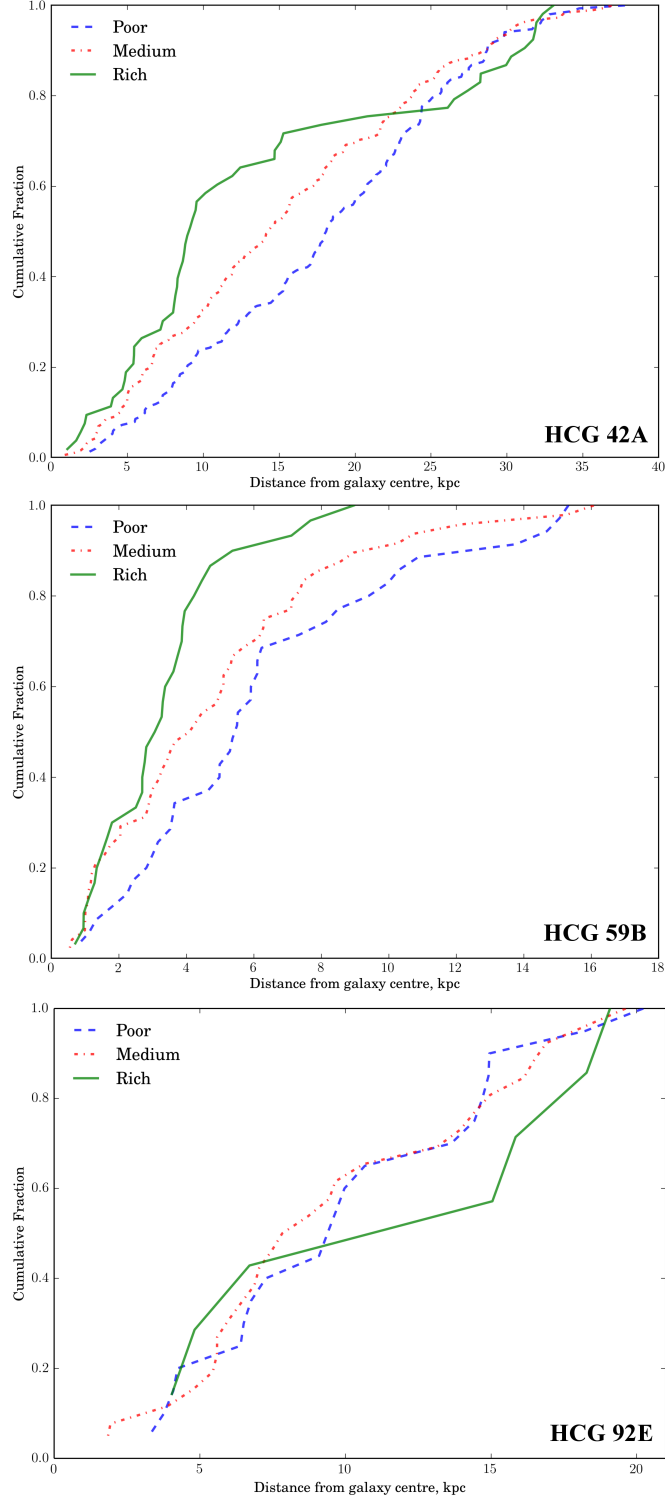 1.0
Poor
Medium
Rich
0.8
0.6
Cumulative Fraction
0.4
0.2
HCG 42A
0.0
0 5 10 15 20 25 30 35 40
Distance from galaxy centre, kpc
1.0
Poor
Medium
Rich
0.8
0.6
Cumulative Fraction
0.4
0.2
HCG 59B
0.0
0 2 4 6 8 10 12 14 16 18
Distance from galaxy centre, kpc
1.0
Poor
Medium
Rich
0.8
0.6
Cumulative Fraction
0.4
0.2
HCG 92E
0.0
0 5 10 15 20
Distance from galaxy centre, kpc